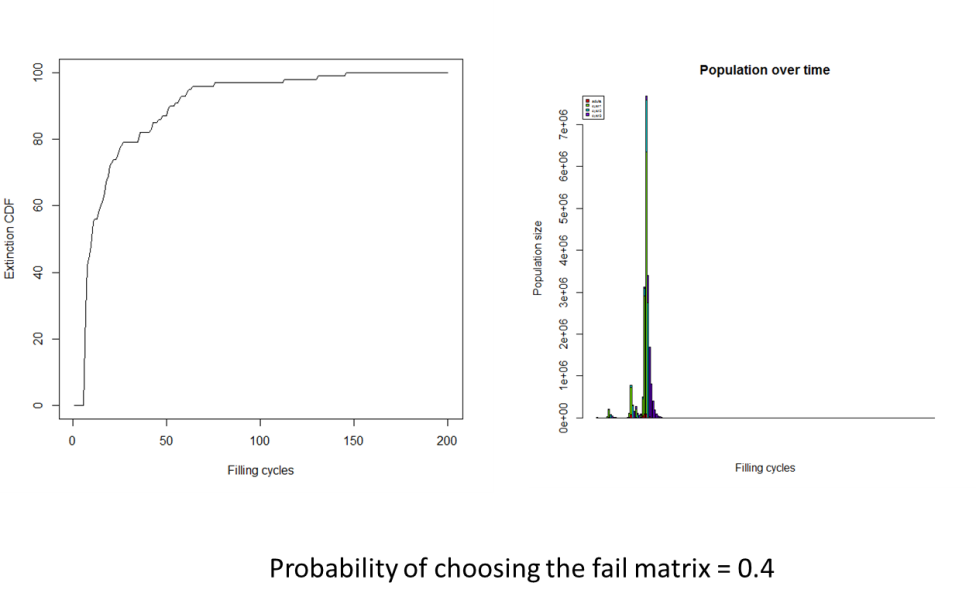 Extinction CDF
100
80
60
40
20
0
0 50 100 150 200
Filling cycles
Population over time
Population size
7e+06
6e+06
5e+06
4e+06
3e+06
2e+06
1e+06
0e+00
Filling cycles
Probability of choosing the fail matrix = 0.4